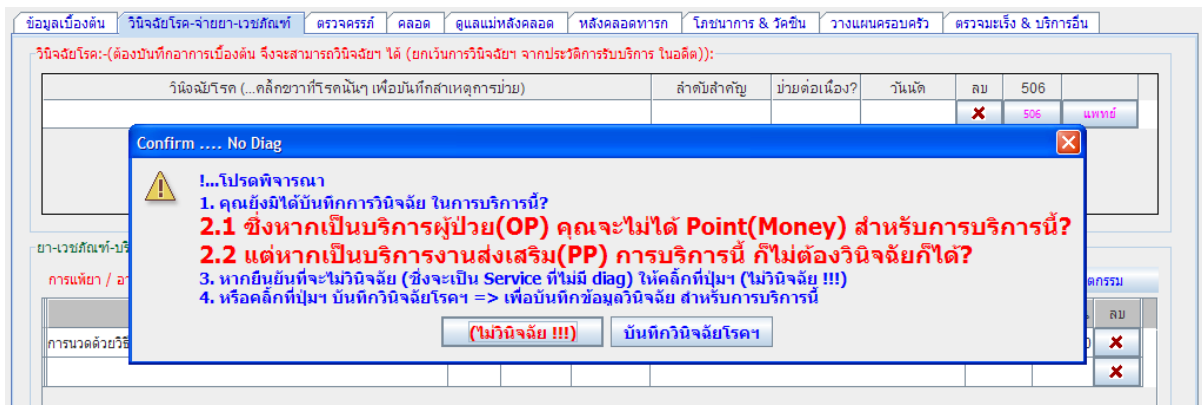 ข้อมูลเบื้องต้น วินิจฉัยโรค-จ่ายยา-เวชภัณฑ์ ตรวจครรภ์ คลอด ดูแลแม่หลังคลอด หลังคลอดทารก โภชนาการ & วัคซีน วางแผนครอบครัว ตรวจมะเร็ง & บริการอื่น
วินิจฉัยโรค:-(ต้องบันทึกอาการเบื้องต้น จึงจะสามารถวินิจฉัยฯ ได้ (ยกเว้นการวินิจฉัยฯ จากประวัติการรับบริการ ในอดีต)):-
วินิจฉัยโรค (...คลิ้กขวาที่โรคนั้นๆ เพื่อบันทึกสาเหตุการป่วย) ลำดับสำคัญ ป่วยต่อเนื่อง? วันนัด ลบ 506
506 แพทย์
Confirm .... No Diag
!...โปรดพิจารณา
1. คุณยังมิได้บันทึกการวินิจฉัย ในการบริการนี้?
2.1 ซึ่งหากเป็นบริการผู้ป่วย(OP) คุณจะไม่ได้ Point(Money) สำหรับการบริการนี้?
2.2 แต่หากเป็นบริการงานส่งเสริม(PP) การบริการนี้ ก็ไม่ต้องวินิจฉัยก็ได้?
3. หากยืนยันที่จะไม่วินิจฉัย (ซึ่งจะเป็น Service ที่ไม่มี diag) ให้คลิ้กที่ปุ่มฯ (ไม่วินิจฉัย !!!)
4. หรือคลิ้กที่ปุ่มฯ บันทึกวินิจฉัยโรคฯ => เพื่อบันทึกข้อมูลวินิจฉัย สำหรับการบริการนี้
(ไม่วินิจฉัย !!!) บันทึกวินิจฉัยโรคฯ
ยา-เวชภัณฑ์-บริ
การแพ้ยา / อา
ลบ
การนวดด้วยวิธี